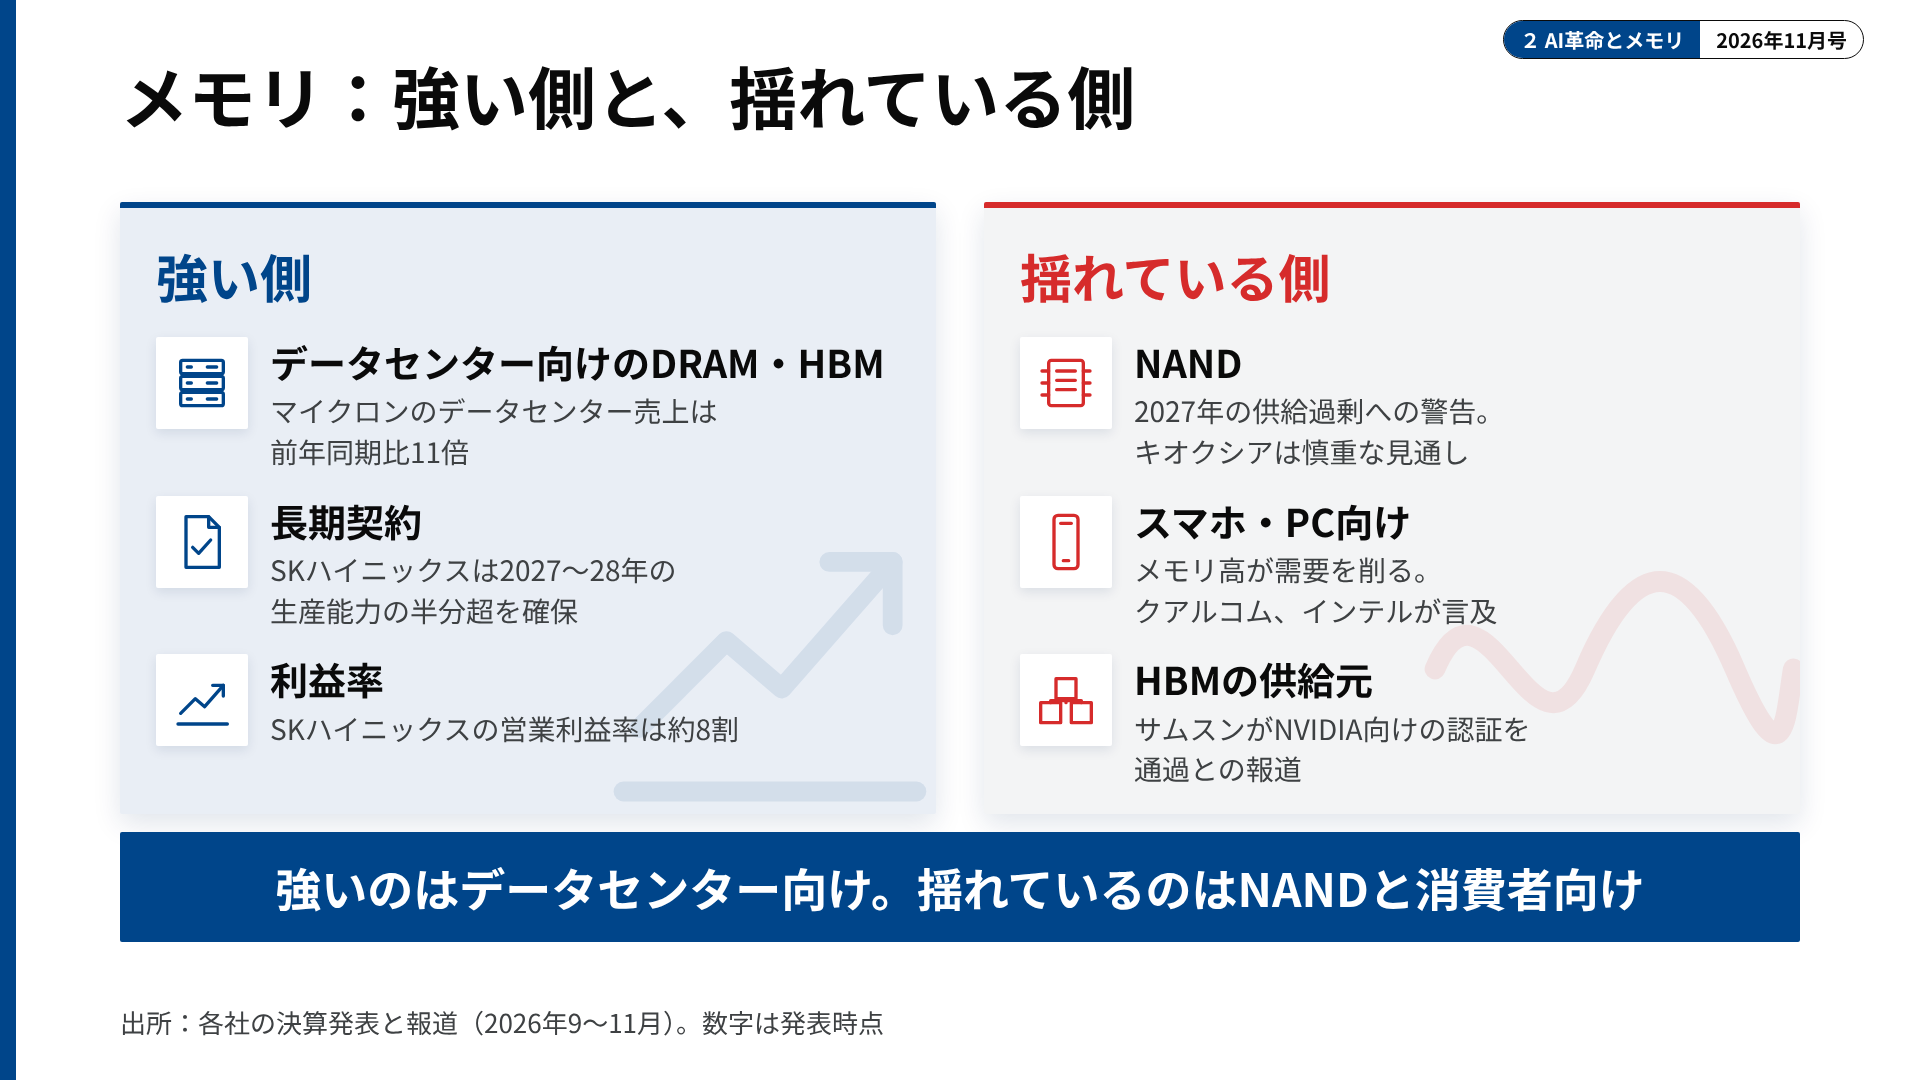 2 AI革命とメモリ 2026年11月号
メモリ：強い側と、揺れている側
強い側
データセンター向けのDRAM・HBM
マイクロンのデータセンター売上は
前年同期比11倍
長期契約
SKハイニックスは2027～28年の
生産能力の半分超を確保
利益率
SKハイニックスの営業利益率は約8割
揺れている側
NAND
2027年の供給過剰への警告。
キオクシアは慎重な見通し
スマホ・PC向け
メモリ高が需要を削る。
クアルコム、インテルが言及
HBMの供給元
サムスンがNVIDIA向けの認証を
通過との報道
強いのはデータセンター向け。揺れているのはNANDと消費者向け
出所：各社の決算発表と報道（2026年9～11月）。数字は発表時点